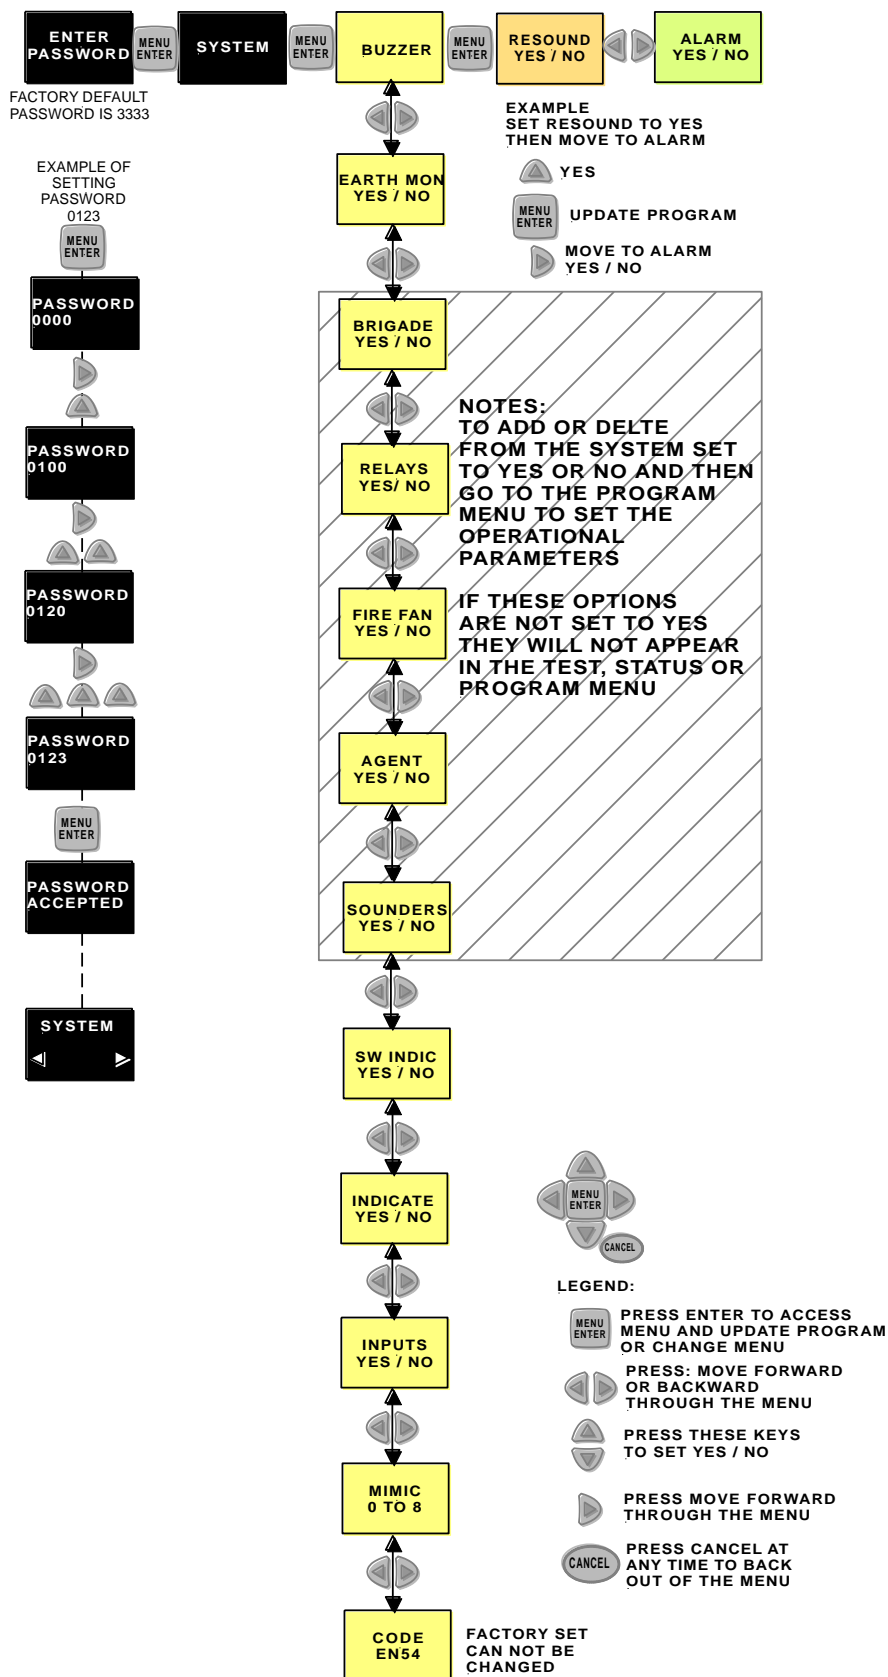 ENTER
PASSWORD
MENU
ENTER
SYSTEM
MENU
ENTER
BUZZER
MENU
ENTER
RESOUND
YES / NO
ALARM
YES / NO
FACTORY DEFAULT
PASSWORD IS 3333
EXAMPLE OF
SETTING
PASSWORD
0123
MENU
ENTER
PASSWORD
0000
PASSWORD
0100
PASSWORD
0120
PASSWORD
0123
MENU
ENTER
PASSWORD
ACCEPTED
SYSTEM
EARTH MON
YES / NO
BRIGADE
YES / NO
RELAYS
YES/ NO
FIRE FAN
YES / NO
AGENT
YES / NO
SOUNDERS
YES / NO
SW INDIC
YES / NO
INDICATE
YES / NO
INPUTS
YES / NO
MIMIC
0 TO 8
CODE
EN54
FACTORY SET
CAN NOT BE
CHANGED
EXAMPLE
SET RESOUND TO YES
THEN MOVE TO ALARM
YES
MENU
ENTER
UPDATE PROGRAM
MOVE TO ALARM
YES / NO
NOTES:
TO ADD OR DELTE
FROM THE SYSTEM SET
TO YES OR NO AND THEN
GO TO THE PROGRAM
MENU TO SET THE
OPERATIONAL
PARAMETERS
IF THESE OPTIONS
ARE NOT SET TO YES
THEY WILL NOT APPEAR
IN THE TEST, STATUS OR
PROGRAM MENU
MENU
ENTER
CANCEL
LEGEND:
MENU
ENTER
PRESS ENTER TO ACCESS
MENU AND UPDATE PROGRAM
OR CHANGE MENU
PRESS: MOVE FORWARD
OR BACKWARD
THROUGH THE MENU
PRESS THESE KEYS
TO SET YES / NO
PRESS MOVE FORWARD
THROUGH THE MENU
CANCEL
PRESS CANCEL AT
ANY TIME TO BACK
OUT OF THE MENU